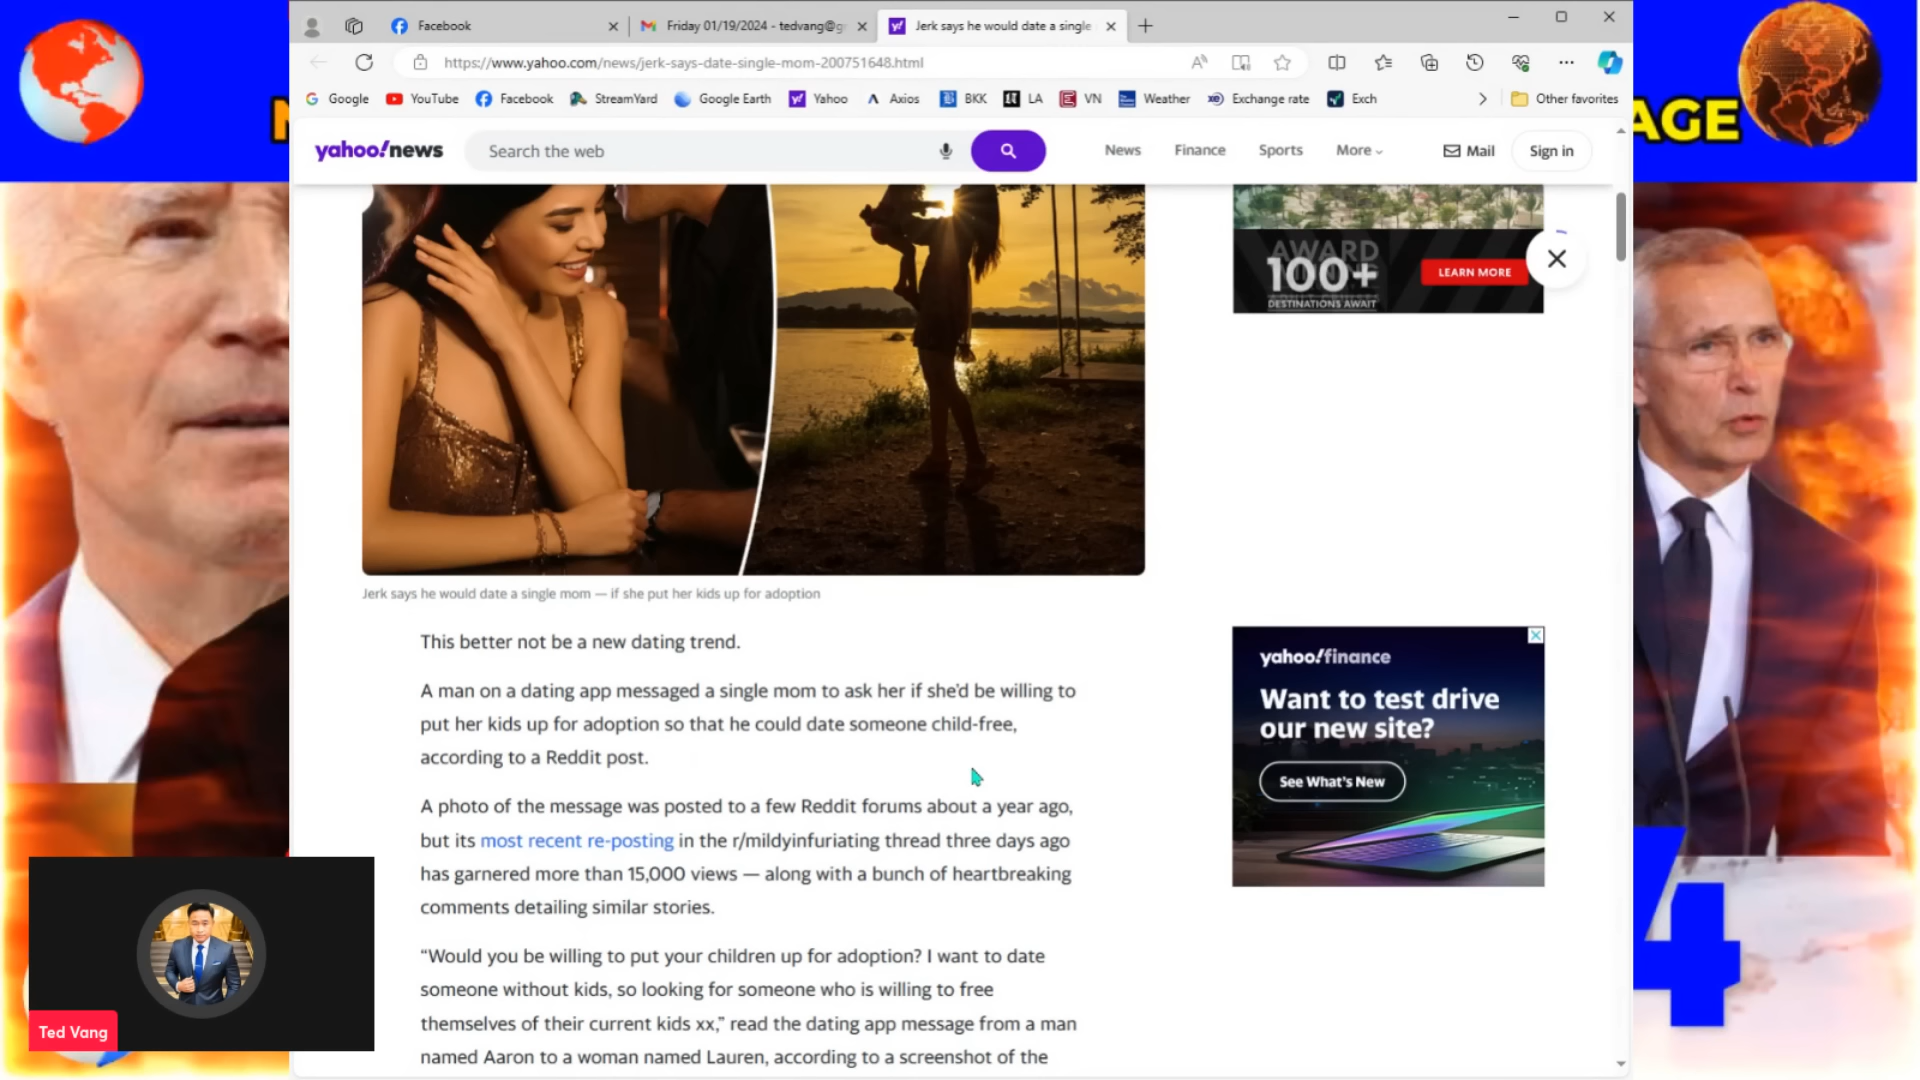 Facebook
Friday 01/19/2024 - tedvang@g
Jerk says he would date a single
https://www.yahoo.com/news/jerk-says-date-single-mom-200751648.html
Google
YouTube
Facebook
StreamYard
Google Earth
Yahoo
Axios
BKK
LA
VN
Weather
Exchange rate
Exch
Other favorites
AGE
yahoo!news
Search the web
News
Finance
Sports
More
Mail
Sign in
AWARD
100+
DESTINATIONS AWAIT
LEARN MORE
Jerk says he would date a single mom — if she put her kids up for adoption
This better not be a new dating trend.
A man on a dating app messaged a single mom to ask her if she'd be willing to
put her kids up for adoption so that he could date someone child-free,
according to a Reddit post.
A photo of the message was posted to a few Reddit forums about a year ago,
but its most recent re-posting in the r/mildyinfuriating thread three days ago
has garnered more than 15,000 views — along with a bunch of heartbreaking
comments detailing similar stories.
“Would you be willing to put your children up for adoption? I want to date
someone without kids, so looking for someone who is willing to free
themselves of their current kids xx,” read the dating app message from a man
named Aaron to a woman named Lauren, according to a screenshot of the
yahoo!finance
Want to test drive
our new site?
See What's New
Ted Vang
4